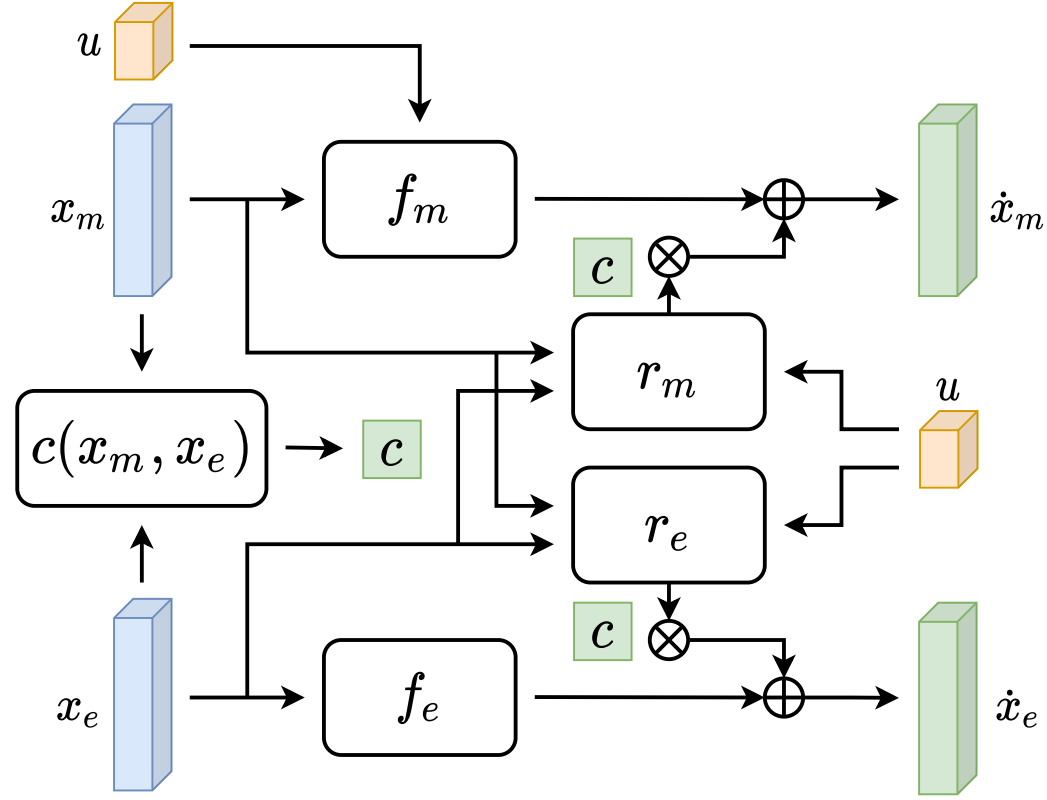 u
x_m
f_m
ẋ_m
c
r_m
u
c(x_m, x_e)
c
r_e
c
x_e
f_e
ẋ_e